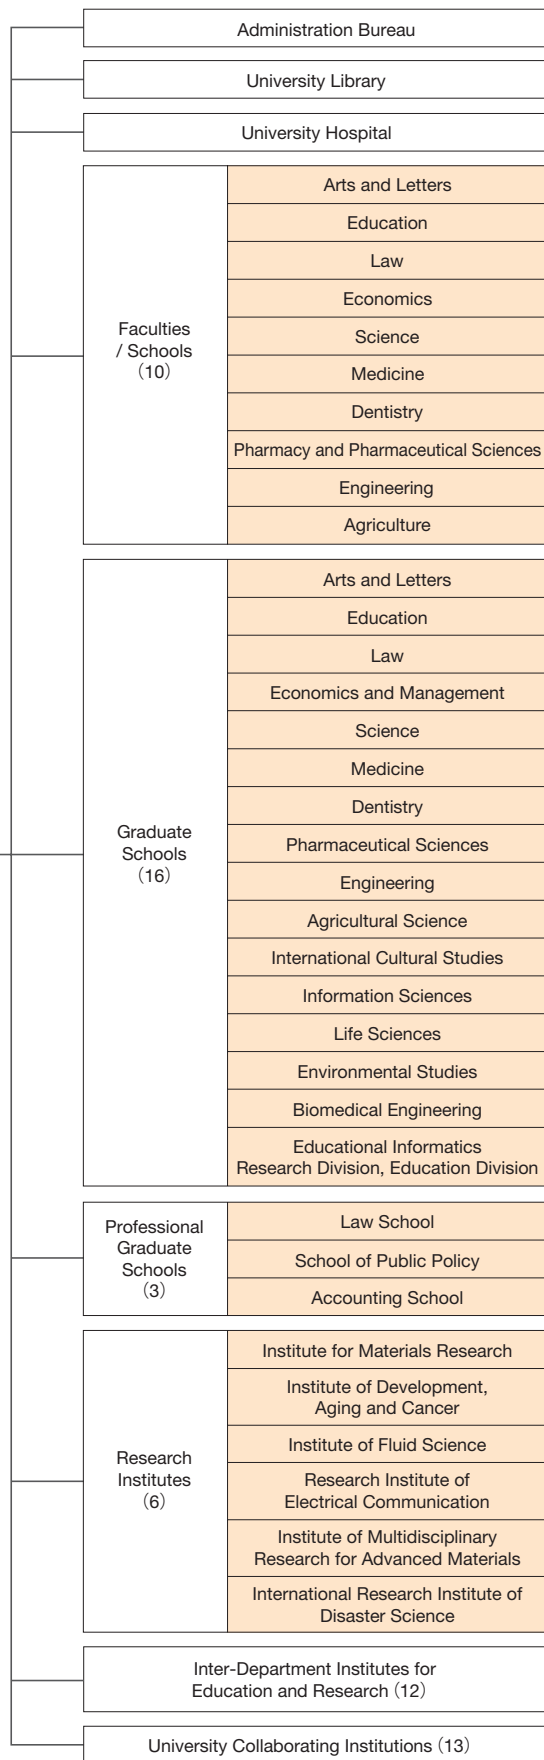 Administration Bureau
University Library
University Hospital
Faculties
/ Schools
（10）
Arts and Letters
Education
Law
Economics
Science
Medicine
Dentistry
Pharmacy and Pharmaceutical Sciences
Engineering
Agriculture
Graduate
Schools
（16）
Arts and Letters
Education
Law
Economics and Management
Science
Medicine
Dentistry
Pharmaceutical Sciences
Engineering
Agricultural Science
International Cultural Studies
Information Sciences
Life Sciences
Environmental Studies
Biomedical Engineering
Educational Informatics
Research Division, Education Division
Professional
Graduate
Schools
（3）
Law School
School of Public Policy
Accounting School
Research
Institutes
（6）
Institute for Materials Research
Institute of Development,
Aging and Cancer
Institute of Fluid Science
Research Institute of
Electrical Communication
Institute of Multidisciplinary
Research for Advanced Materials
International Research Institute of
Disaster Science
Inter-Department Institutes for
Education and Research（12）
University Collaborating Institutions（13）